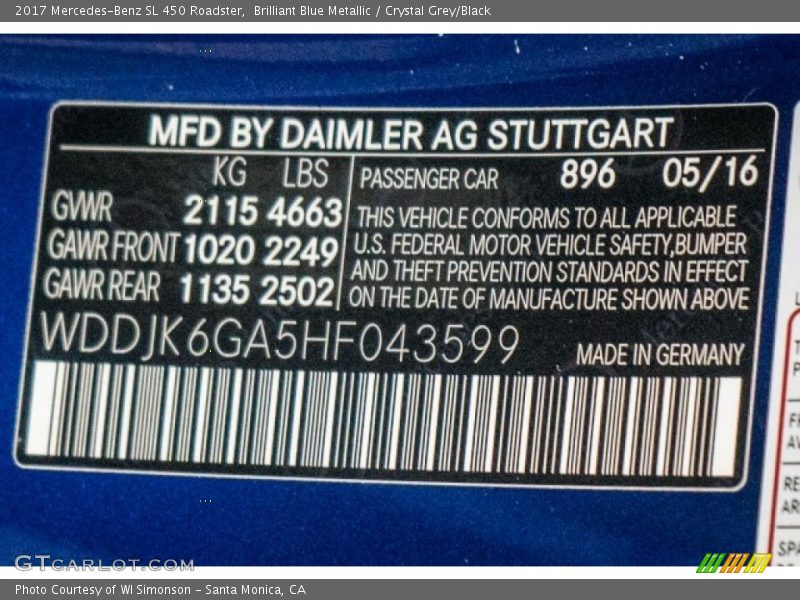 2017 Mercedes-Benz SL 450 Roadster,  Brilliant Blue Metallic / Crystal Grey/Black
MFD BY DAIMLER AG STUTTGART
KG LBS
GWVR 2115 4663
GAWR FRONT 1020 2249
GAWR REAR 1135 2502
PASSENGER CAR 896 05/16
THIS VEHICLE CONFORMS TO ALL APPLICABLE
U.S. FEDERAL MOTOR VEHICLE SAFETY,BUMPER
AND THEFT PREVENTION STANDARDS IN EFFECT
ON THE DATE OF MANUFACTURE SHOWN ABOVE
WDDJK6GA5HF043599
MADE IN GERMANY
GTCARLOT.COM
Photo Courtesy of WI Simonson - Santa Monica, CA